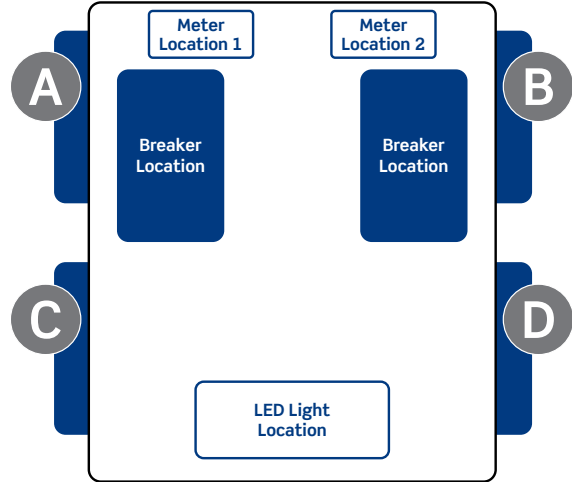 Meter
Location 1
Meter
Location 2
A
B
Breaker
Location
Breaker
Location
C
D
LED Light
Location